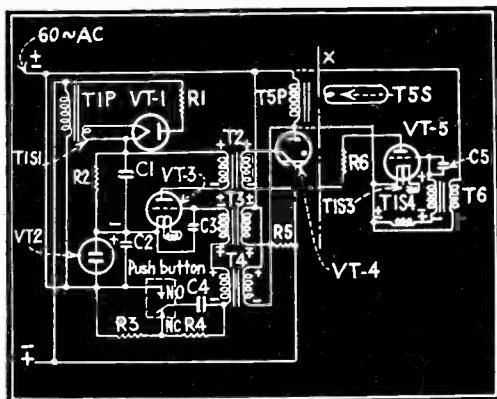 60~AC
±
X
T1P
VT-1
R1
T5P
T5S
VT-5
T1S1
C1
T2
R2
VT-3
R6
C5
T3
C3
T1S3
T1S4
T6
VT2
C2
R5
T4
VT-4
Push button
NO
C4
NC
R3
R4
∓